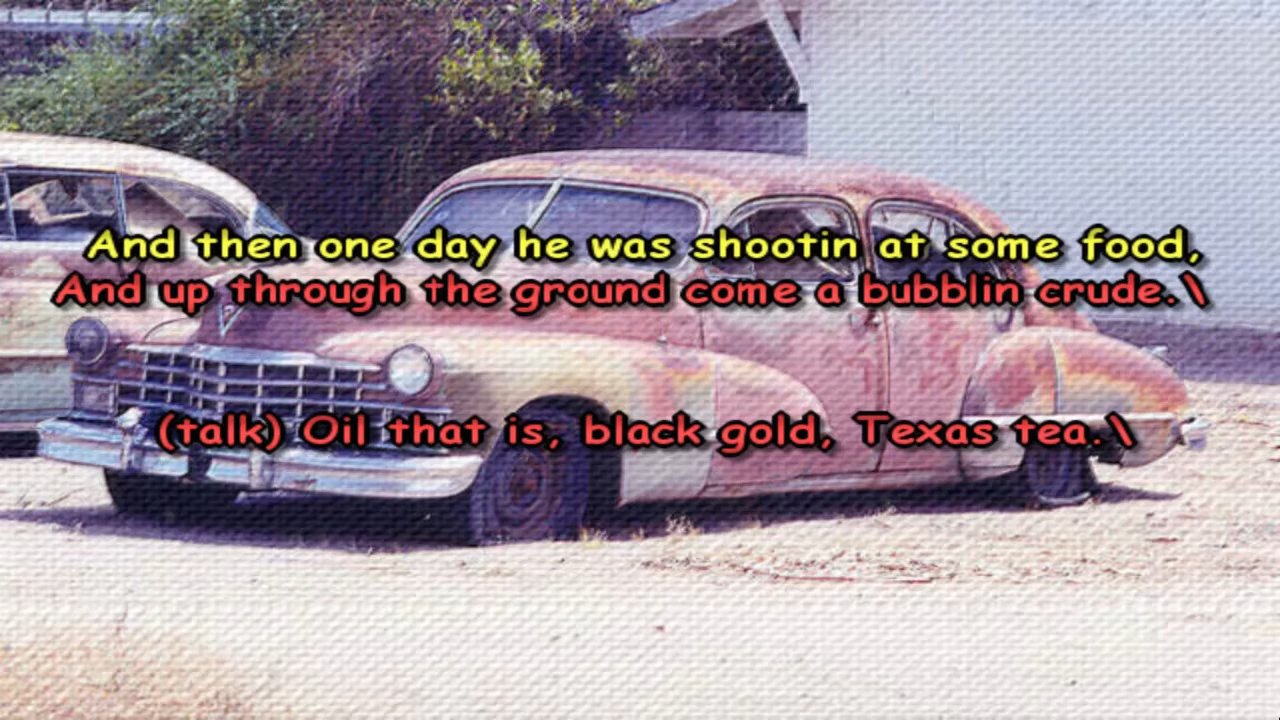 And then one day he was shootin at some food,
And up through the ground come a bubblin crude.\
(talk) Oil that is, black gold, Texas tea.\